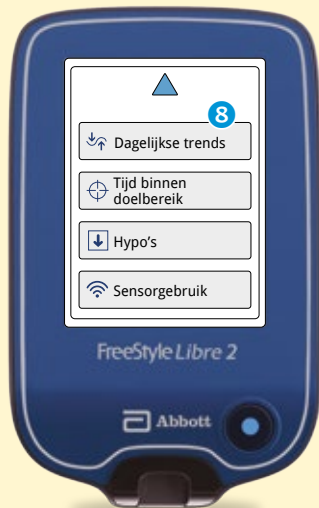 8
Dagelijkse trends
Tijd binnen
doelbereik
Hypo's
Sensorgebruik
FreeStyle Libre 2
Abbott